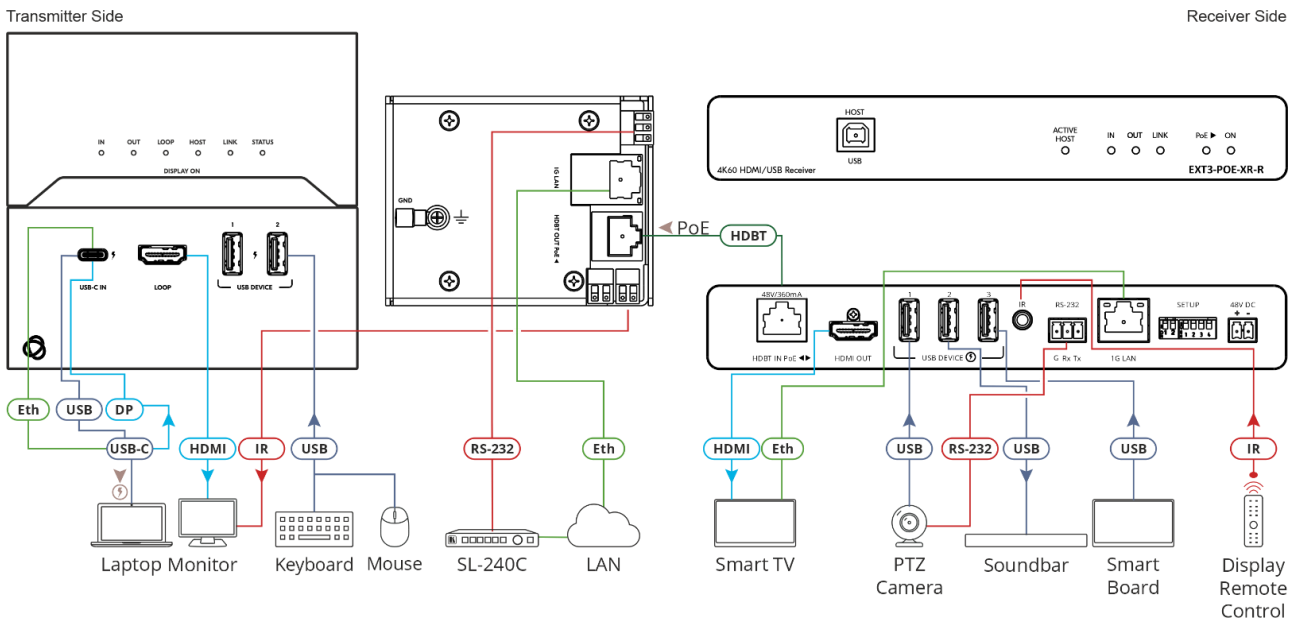 Transmitter Side
Receiver Side
IN OUT LOOP HOST LINK STATUS
DISPLAY ON
1 2
USB-C IN LOOP USB DEVICE
GND
1G LAN
HDBT OUT PoE ◄
PoE
HDBT
HOST
USB
4K60 HDMI/USB Receiver
ACTIVE
HOST
IN OUT LINK PoE ► ON
EXT3-POE-XR-R
48V/360mA
HDBT IN PoE ◄►
HDMI OUT
1 2 3
USB DEVICE
IR
RS-232
G Rx Tx
1G LAN
SETUP
1 2 1 2 3 4
48V DC
+ -
Eth USB DP
USB-C HDMI IR USB RS-232 Eth HDMI Eth USB RS-232 USB USB IR
Laptop Monitor Keyboard Mouse SL-240C LAN Smart TV
PTZ
Camera
Soundbar
Smart
Board
Display
Remote
Control